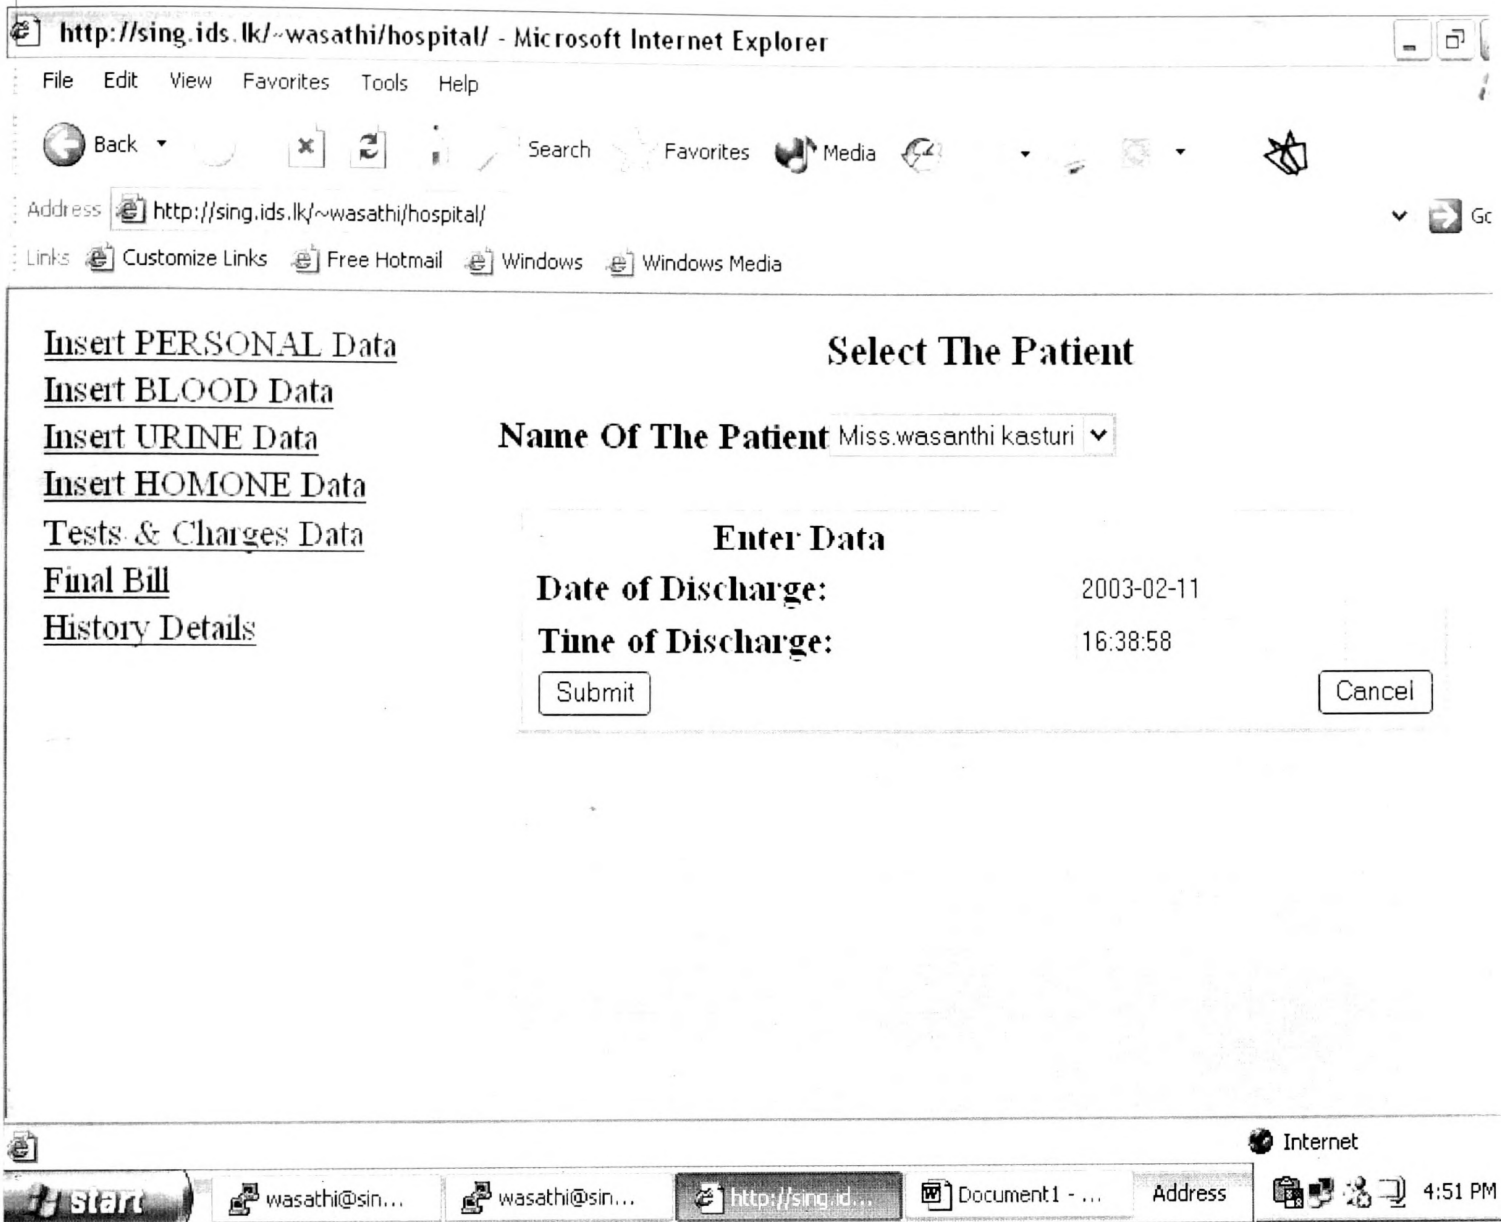 http://sing.ids.lk/~wasathi/hospital/ - Microsoft Internet Explorer
File Edit View Favorites Tools Help
Back Search Favorites Media
Address http://sing.ids.lk/~wasathi/hospital/
Links Customize Links Free Hotmail Windows Windows Media
Insert PERSONAL Data
Insert BLOOD Data
Insert URINE Data
Insert HOMONE Data
Tests & Charges Data
Final Bill
History Details
Select The Patient
Name Of The Patient Miss.wasanthi kasturi
Enter Data
Date of Discharge: 2003-02-11
Time of Discharge: 16:38:58
Submit Cancel
Internet
start wasathi@sin... wasathi@sin... http://sing.id... Document1 - ... Address 4:51 PM